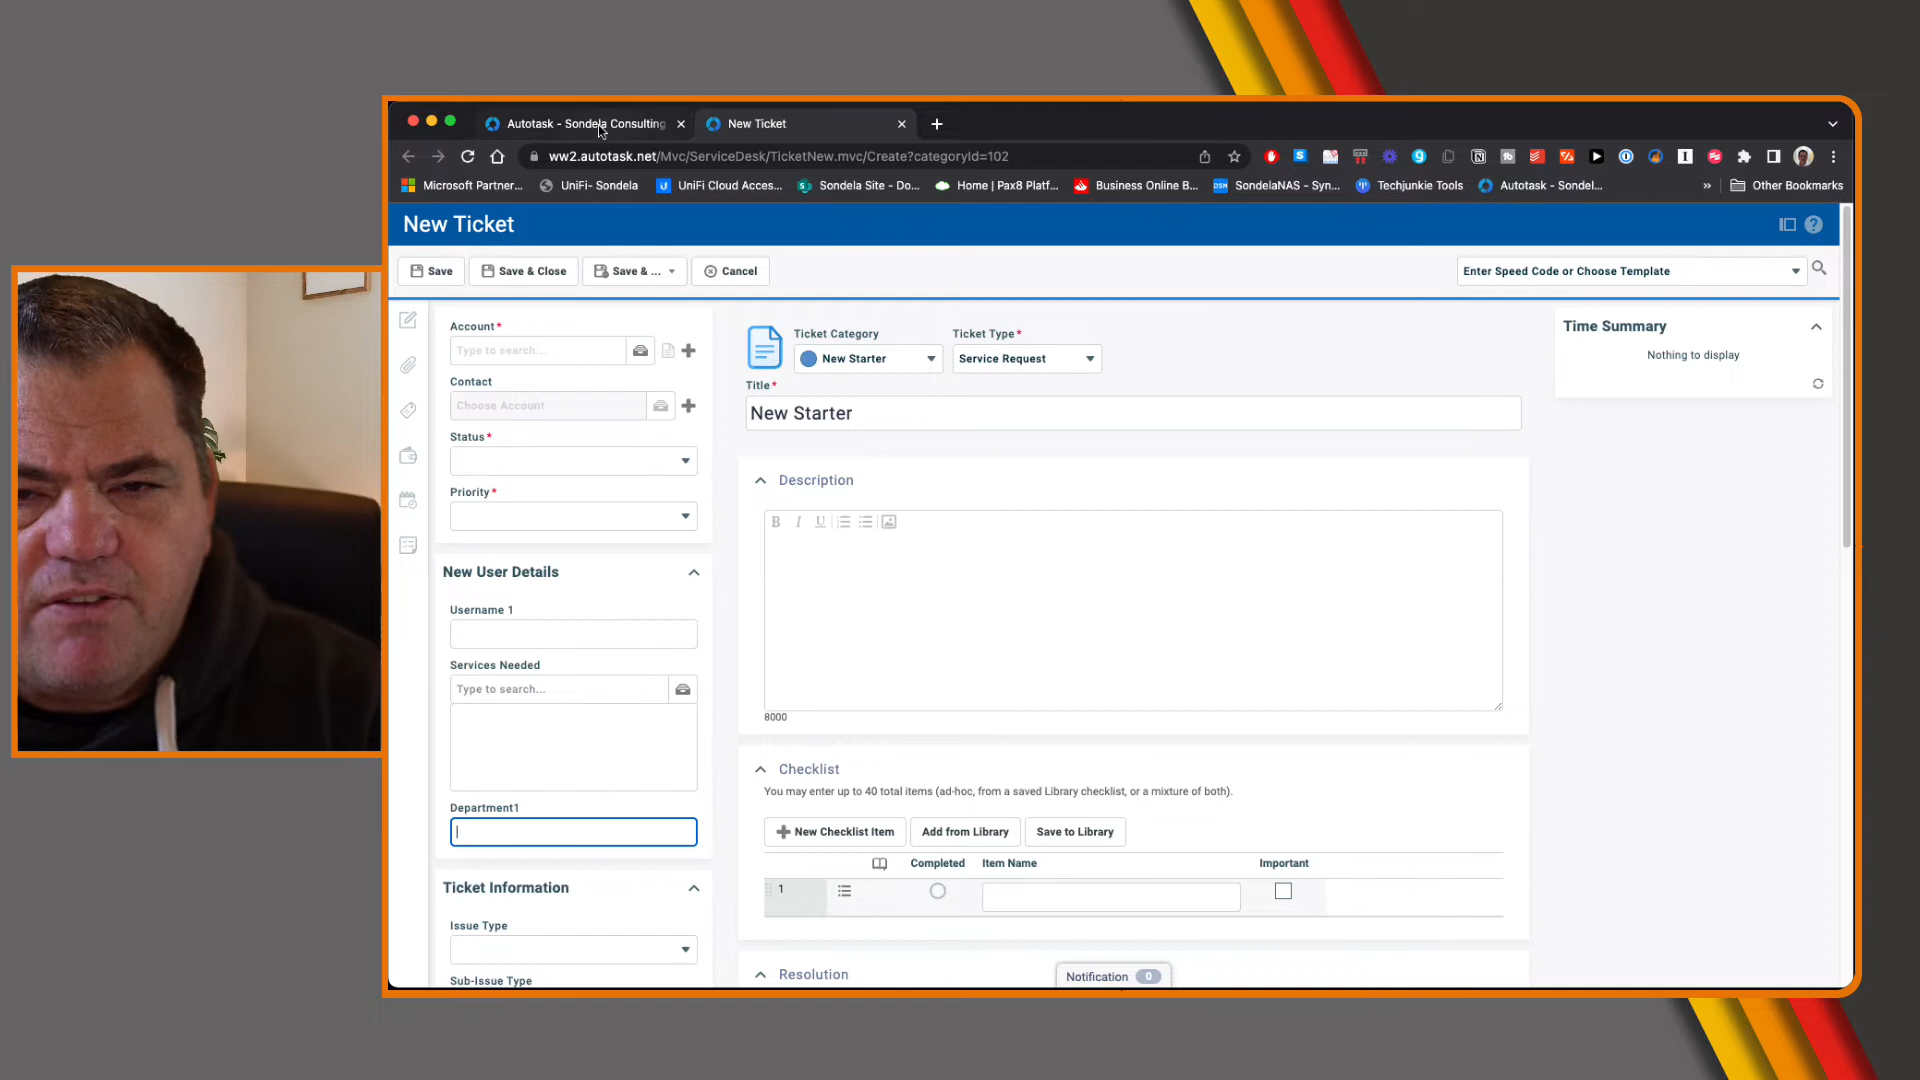 Autotask - Sondela Consulting
New Ticket
ww2.autotask.net/Mvc/ServiceDesk/TicketNew.mvc/Create?categoryId=102
Microsoft Partner...
UniFi- Sondela
UniFi Cloud Acces...
Sondela Site - Do...
Home | Pax8 Platf...
Business Online B...
DSM
SondelaNAS - Syn...
Techjunkie Tools
Autotask - Sondel...
»
Other Bookmarks
New Ticket
Save
Save & Close
Save & ...
Cancel
Enter Speed Code or Choose Template
Account*
Type to search...
Contact
Choose Account
Status*
Priority*
New User Details
Username 1
Services Needed
Type to search...
Department1
Ticket Information
Issue Type
Sub-Issue Type
Ticket Category
New Starter
Ticket Type*
Service Request
Title*
New Starter
Description
B I U
8000
Checklist
You may enter up to 40 total items (ad-hoc, from a saved Library checklist, or a mixture of both).
New Checklist Item
Add from Library
Save to Library
Completed
Item Name
Important
1
Resolution
Notification 0
Time Summary
Nothing to display